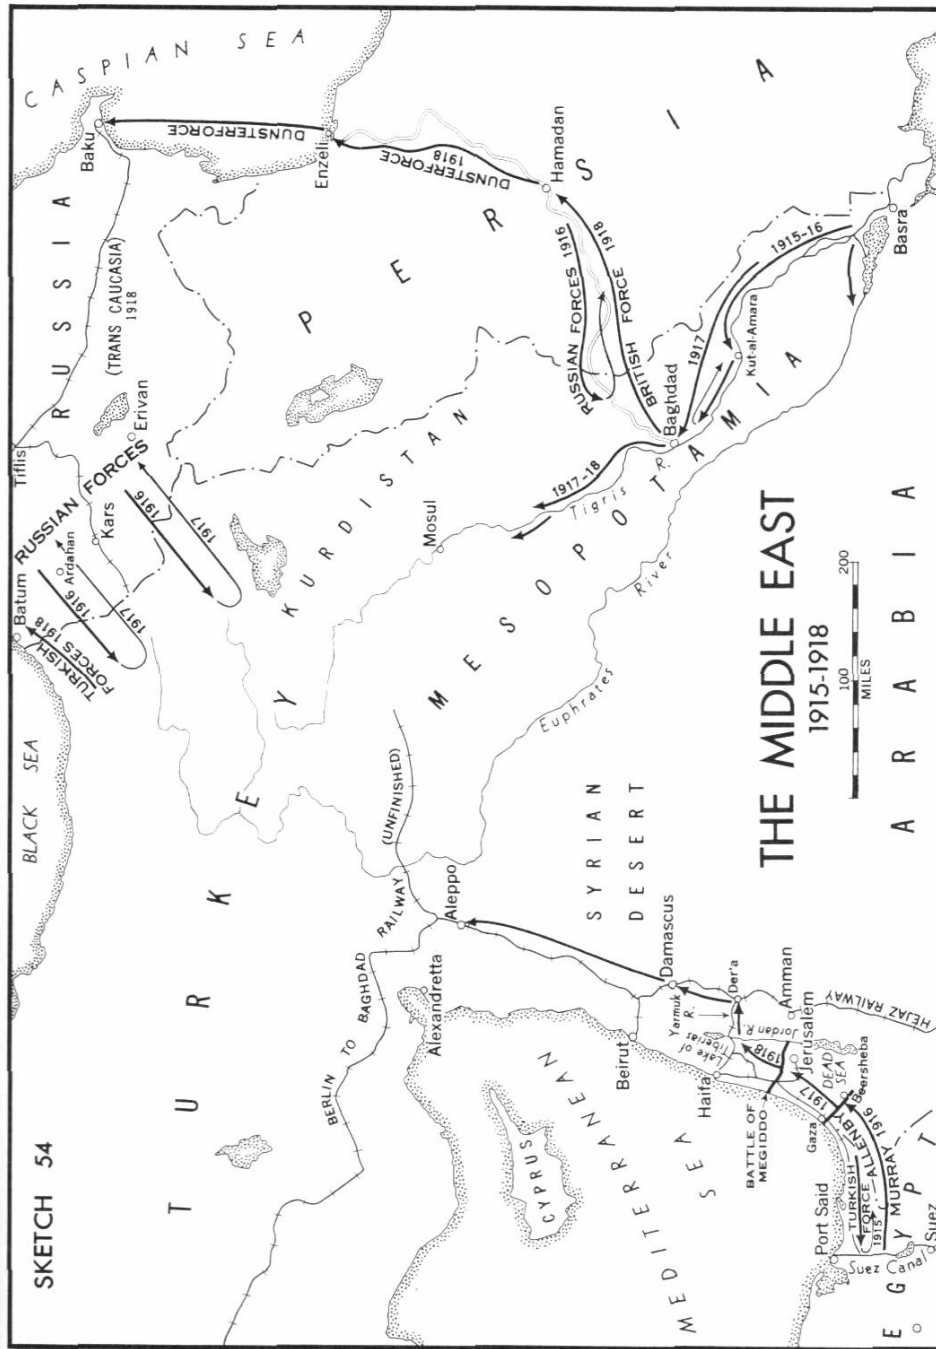 SKETCH 54
BLACK SEA
CASPIAN SEA
Batum
Tiflis
RUSSIA
Baku
RUSSIAN FORCES
Ardahan
Kars
Erivan
(TRANS CAUCASIA)
1918
TURKISH
FORCES 1918
1916
1917
1916
1917
TURKEY
KURDISTAN
PERSIA
Enzeli
DUNSTERFORCE
DUNSTERFORCE
1918
Hamadan
RUSSIAN FORCES 1916
BRITISH FORCE
1918
BERLIN TO BAGHDAD RAILWAY
(UNFINISHED)
Alexandretta
Aleppo
Mosul
MESOPOTAMIA
Tigris R.
1917-18
Baghdad
1917
1915-16
Kut-al-Amara
Basra
Euphrates River
CYPRUS
MEDITERRANEAN
SEA
Beirut
Damascus
SYRIAN
DESERT
Haifa
Lake of
Tiberias
Yarmuk
R.
Der'a
BATTLE OF
MEGIDDO
1918
Jordan R.
Amman
Jerusalem
HEJAZ RAILWAY
Gaza
1917
DEAD
SEA
Beersheba
Port Said
TURKISH
FORCE
1915
ALLENBY
MURRAY 1916
Suez Canal
Suez
EGYPT
ARABIA
THE MIDDLE EAST
1915-1918
100
200
MILES